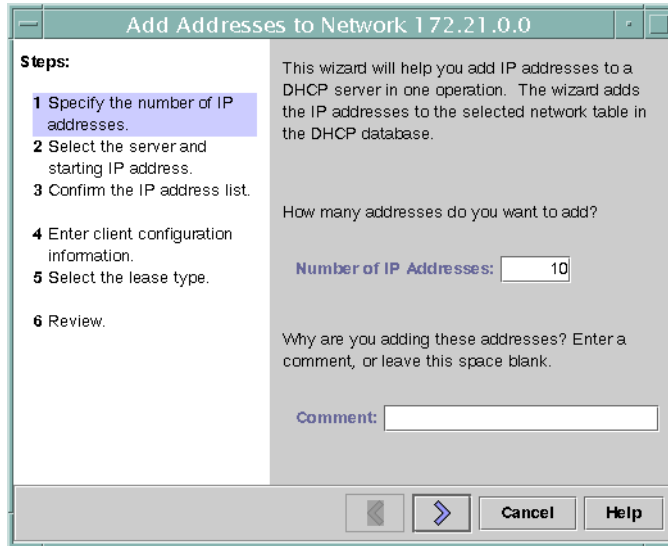 Add Addresses to Network 172.21.0.0
Steps:
1 Specify the number of IP
addresses.
2 Select the server and
starting IP address.
3 Confirm the IP address list.
4 Enter client configuration
information.
5 Select the lease type.
6 Review.
This wizard will help you add IP addresses to a
DHCP server in one operation. The wizard adds
the IP addresses to the selected network table in
the DHCP database.
How many addresses do you want to add?
Number of IP Addresses: 10
Why are you adding these addresses? Enter a
comment, or leave this space blank.
Comment:
Cancel Help